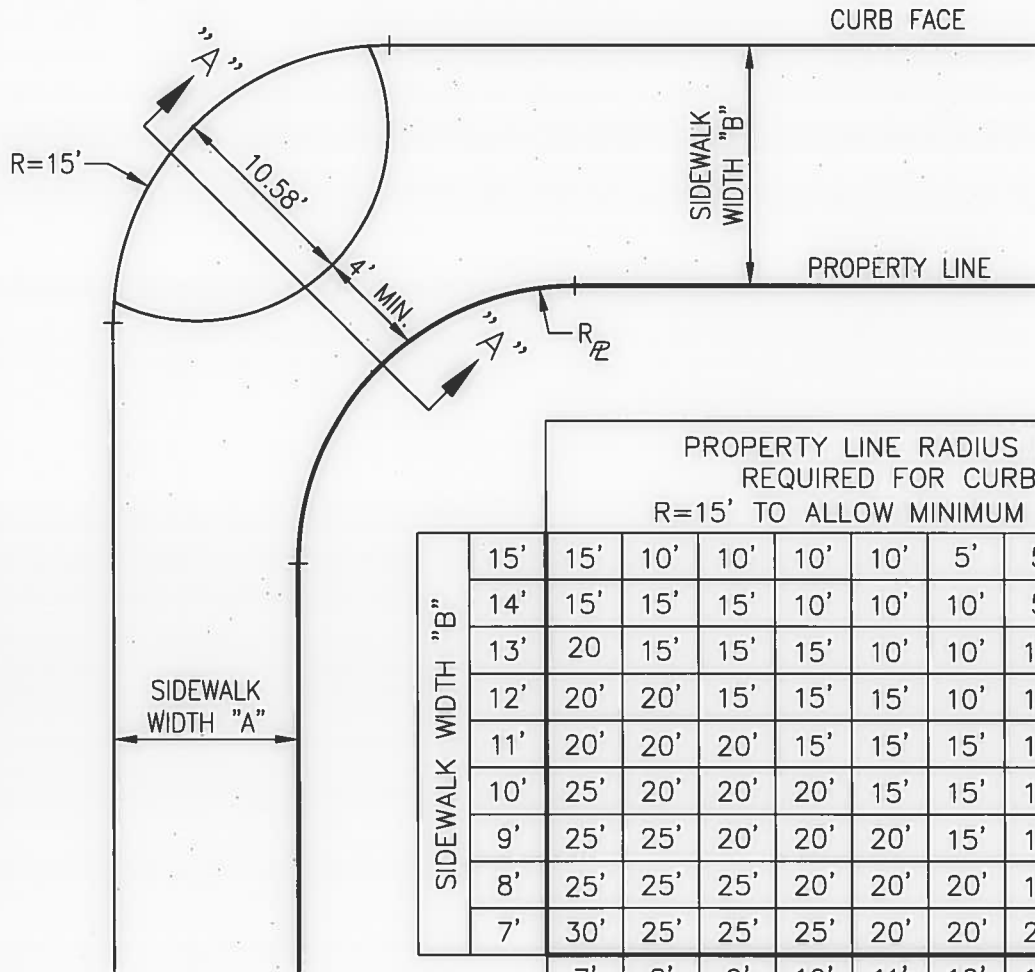 CURB FACE
"A"
R=15'
10.58'
SIDEWALK
WIDTH "B"
4' MIN.
PROPERTY LINE
"A"
R PL
PROPERTY LINE RADIUS
REQUIRED FOR CURB
R=15' TO ALLOW MINIMUM
SIDEWALK WIDTH "B"
15' 15' 10' 10' 10' 10' 5'
14' 15' 15' 15' 10' 10' 10'
13' 20 15' 15' 15' 10' 10'
12' 20' 20' 15' 15' 15' 10'
11' 20' 20' 20' 15' 15' 15'
10' 25' 20' 20' 20' 15' 15'
9' 25' 25' 20' 20' 20' 15'
8' 25' 25' 25' 20' 20' 20'
7' 30' 25' 25' 25' 20' 20'
SIDEWALK
WIDTH "A"